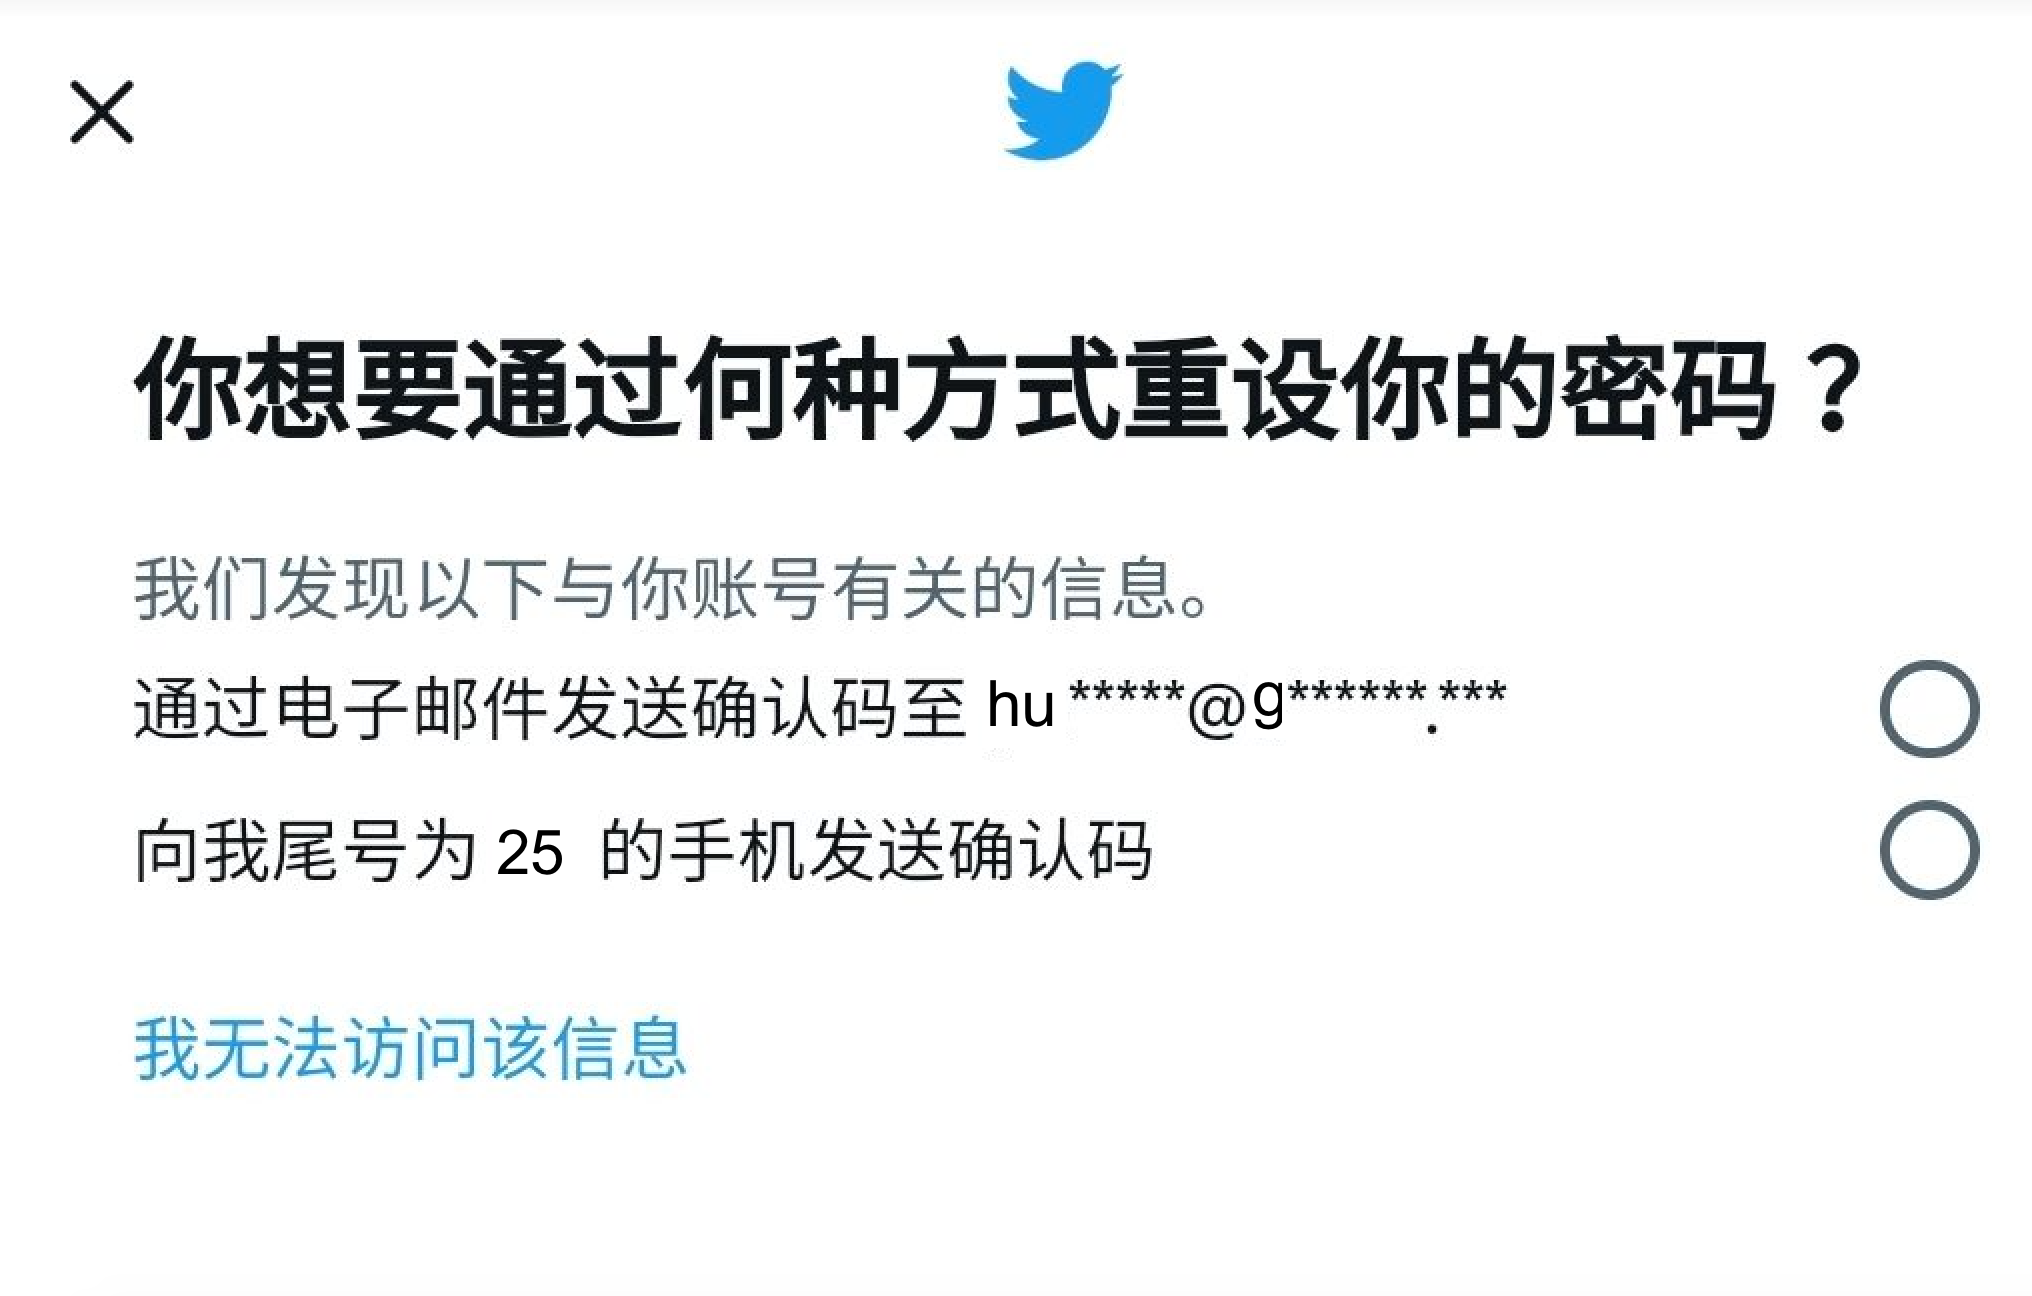 你想要通过何种方式重设你的密码？
我们发现以下与你账号有关的信息。
通过电子邮件发送确认码至 hu *****@g******.***
向我尾号为 25 的手机发送确认码
我无法访问该信息